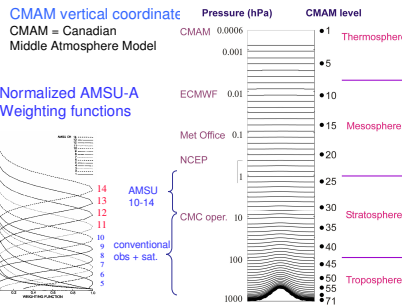 CMAM vertical coordinate
CMAM = Canadian
Middle Atmosphere Model
Pressure (hPa)
CMAM level
CMAM
0.0006
1
Thermosphere
0.001
5
Normalized AMSU-A
Weighting functions
ECMWF
0.01
10
Met Office
0.1
15
Mesosphere
NCEP
20
1
25
14
13
12
11
10
9
8
7
6
5
AMSU
10-14
CMC oper.
10
30
Stratosphere
35
conventional
obs + sat.
40
100
45
50
Troposphere
55
1000
71
WEIGHTING FUNCTION